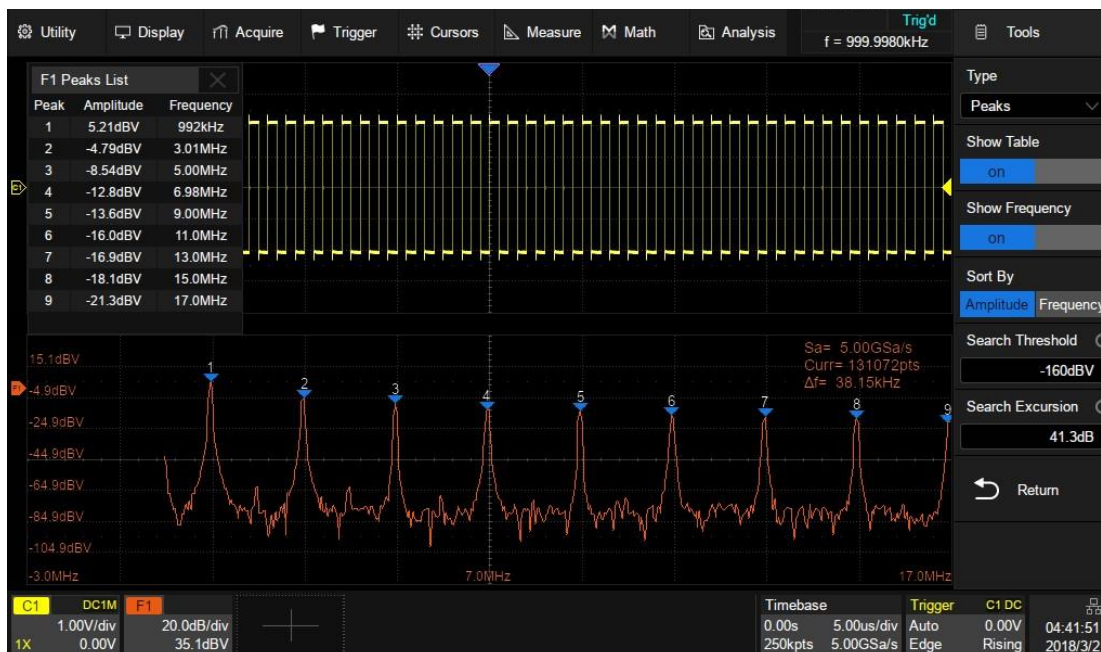 Utility Display Acquire Trigger Cursors Measure Math Analysis Trig'd Tools
f = 999.9980kHz
F1 Peaks List
Peak Amplitude Frequency
1 5.21dBV 992kHz
2 -4.79dBV 3.01MHz
3 -8.54dBV 5.00MHz
4 -12.8dBV 6.98MHz
5 -13.6dBV 9.00MHz
6 -16.0dBV 11.0MHz
7 -16.9dBV 13.0MHz
8 -18.1dBV 15.0MHz
9 -21.3dBV 17.0MHz
C1
15.1dBV
Sa= 5.00GSa/s
Curr= 131072pts
Δf= 38.15kHz
F1
-4.9dBV
-24.9dBV
-44.9dBV
-64.9dBV
-84.9dBV
-104.9dBV
1 2 3 4 5 6 7 8 9
-3.0MHz 7.0MHz 17.0MHz
Type
Peaks
Show Table
on
Show Frequency
on
Sort By
Amplitude Frequency
Search Threshold
-160dBV
Search Excursion
41.3dB
Return
C1 DC1M
1.00V/div
1X 0.00V
F1
20.0dB/div
35.1dBV
Timebase
0.00s 5.00us/div
250kpts 5.00GSa/s
Trigger C1 DC
Auto 0.00V
Edge Rising
04:41:51
2018/3/2